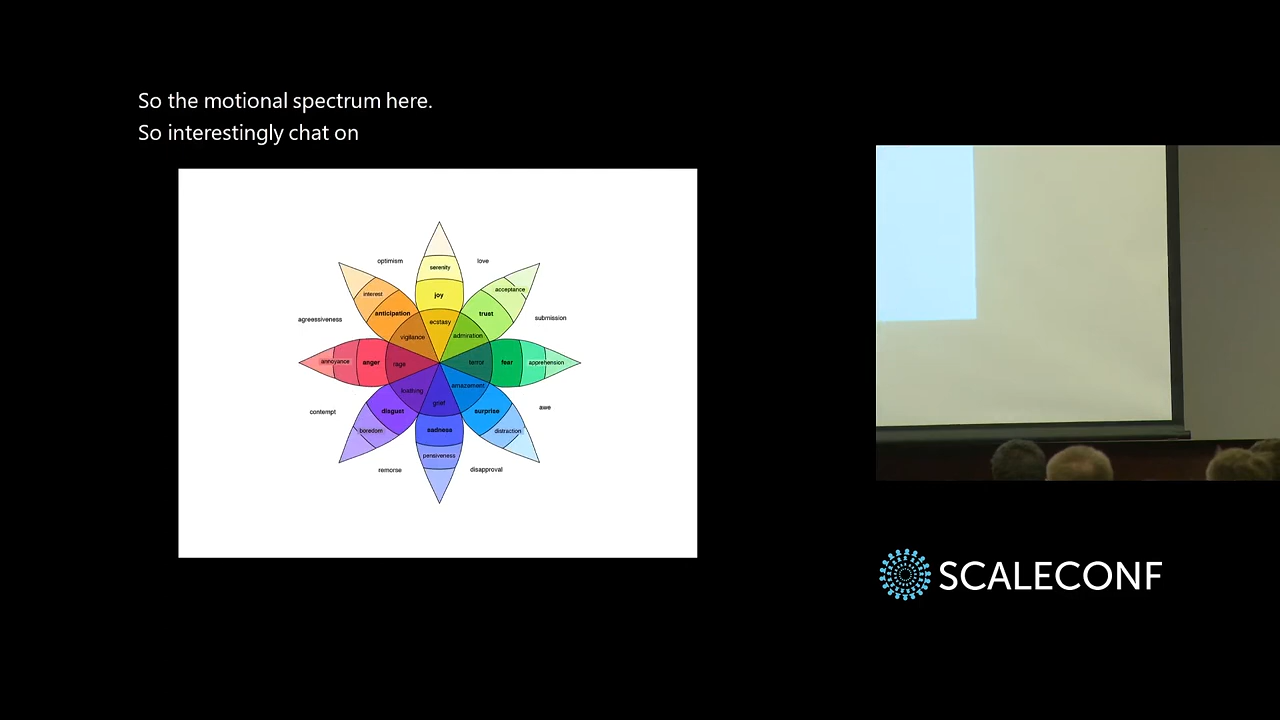 So the motional spectrum here.
So interestingly chat on
optimism
love
serenity
interest
acceptance
joy
anticipation
trust
agreessiveness
ecstasy
submission
vigilance
admiration
annoyance
anger
rage
terror
fear
apprehension
loathing
amazement
grief
contempt
disgust
surprise
awe
boredom
sadness
distraction
pensiveness
remorse
disapproval
SCALECONF